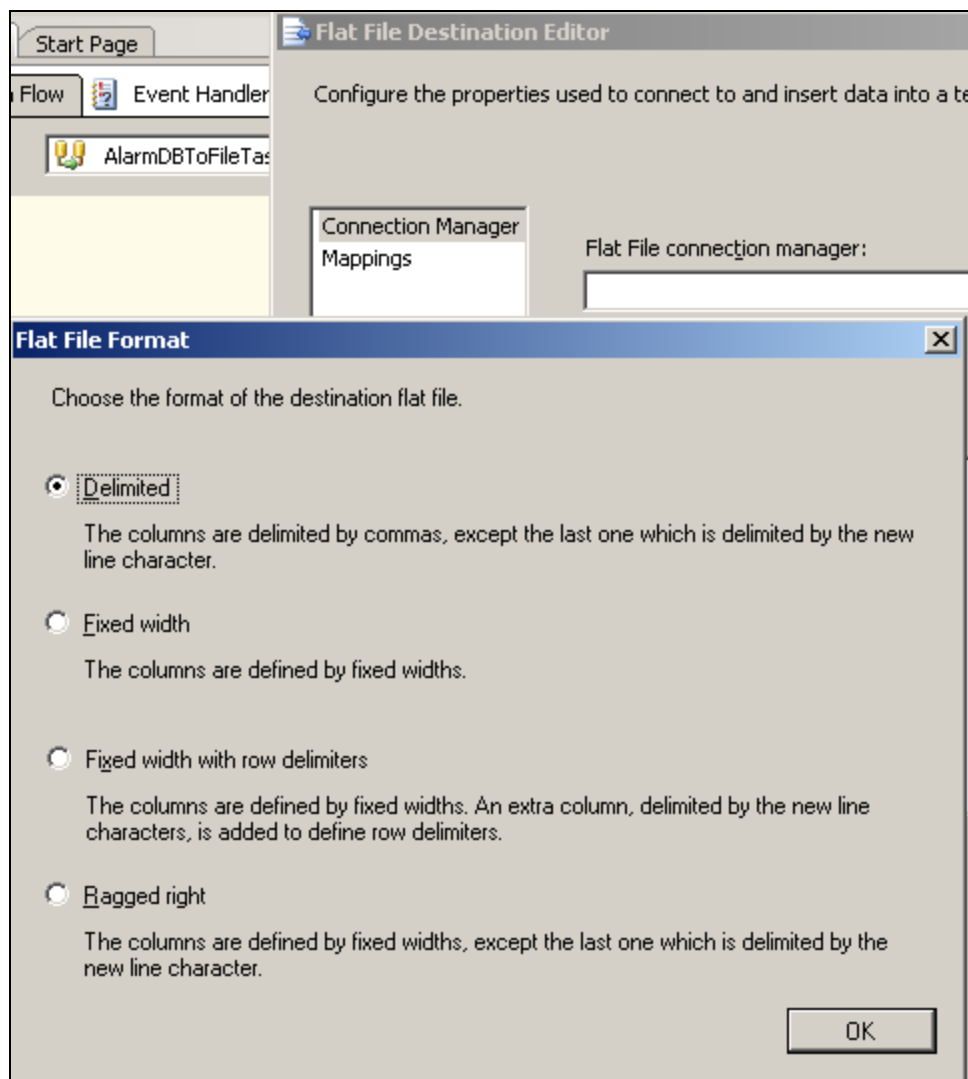 Start Page
Flat File Destination Editor
Flow
Event Handler
Configure the properties used to connect to and insert data into a te
AlarmDBToFileTas
Connection Manager
Mappings
Flat File connection manager:
Flat File Format
Choose the format of the destination flat file.
Delimited
The columns are delimited by commas, except the last one which is delimited by the new
line character.
Fixed width
The columns are defined by fixed widths.
Fixed width with row delimiters
The columns are defined by fixed widths. An extra column, delimited by the new line
characters, is added to define row delimiters.
Ragged right
The columns are defined by fixed widths, except the last one which is delimited by the
new line character.
OK